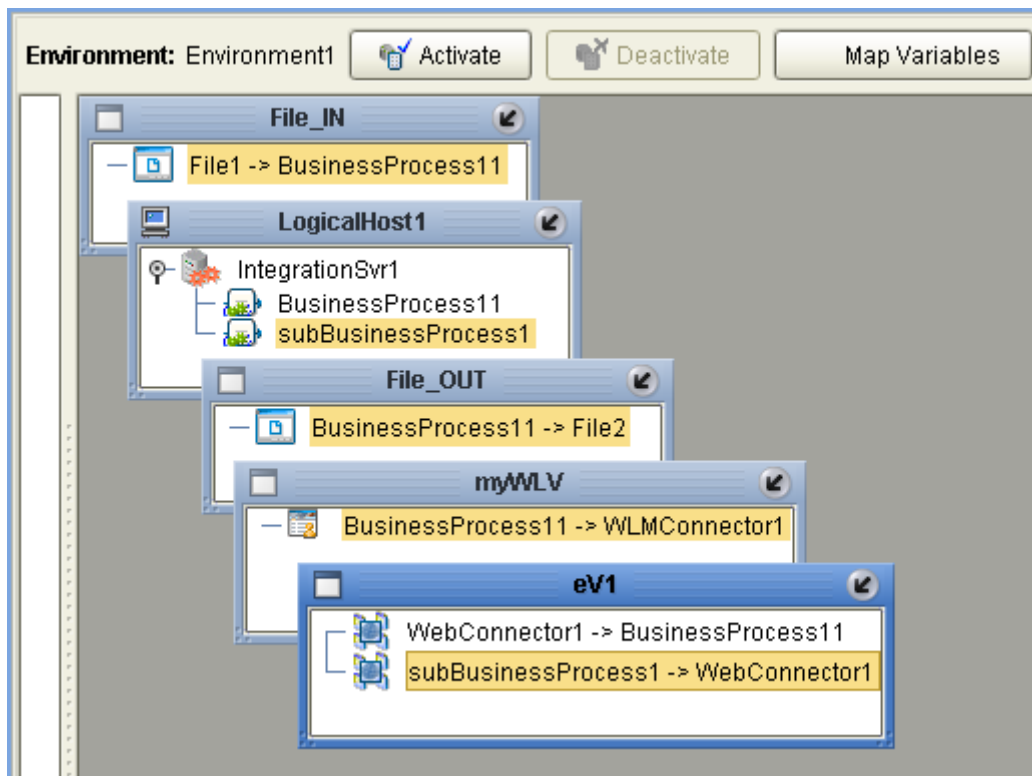 Environment: Environment1 Activate Deactivate Map Variables
File_IN
File1 -> BusinessProcess11
LogicalHost1
IntegrationSvr1
BusinessProcess11
subBusinessProcess1
File_OUT
BusinessProcess11 -> File2
myWLV
BusinessProcess11 -> WLMConnector1
eV1
WebConnector1 -> BusinessProcess11
subBusinessProcess1 -> WebConnector1